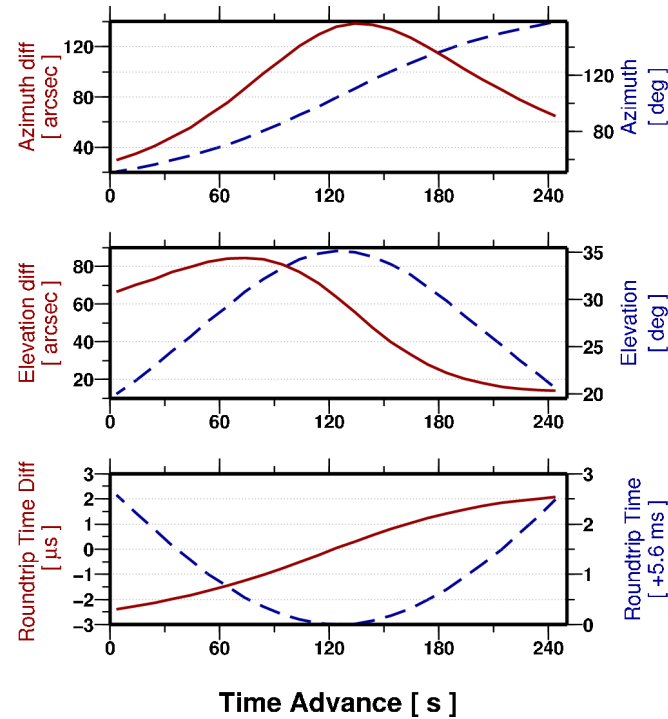 Azimuth diff
[ arcsec ]
120
80
40
120
80
Azimuth
[ deg ]
0 60 120 180 240
Elevation diff
[ arcsec ]
80
60
40
20
35
30
25
20
Elevation
[ deg ]
0 60 120 180 240
Roundtrip Time Diff
[ μs ]
3
2
1
0
−1
−2
−3
3
2
1
0
Roundtrip Time
[ +5.6 ms ]
0 60 120 180 240
Time Advance [ s ]